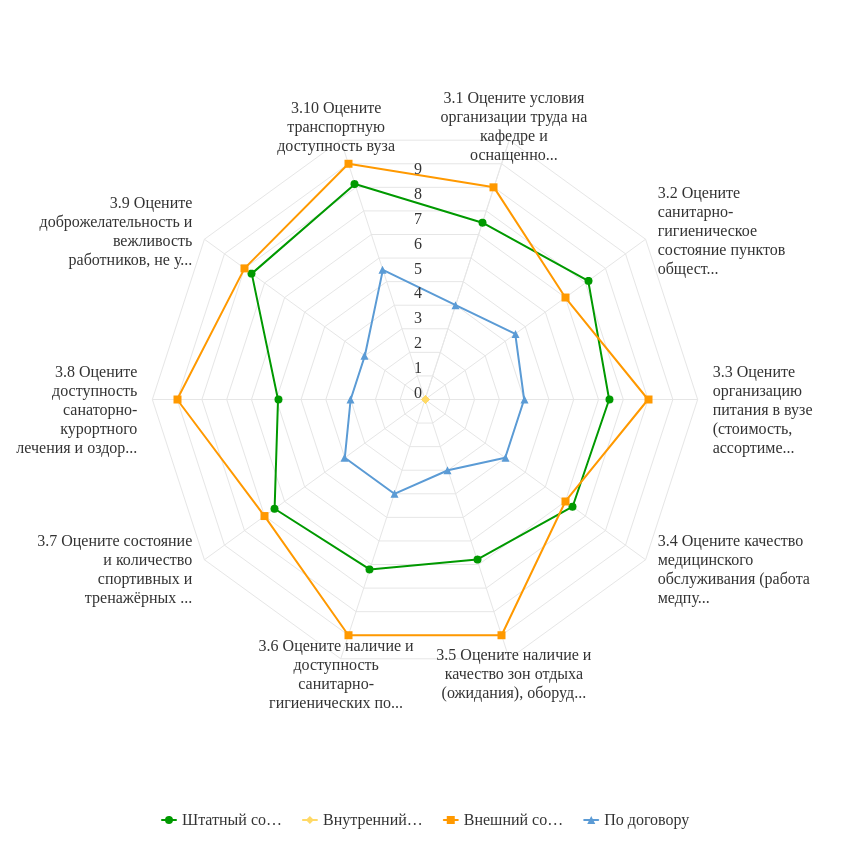 3.1 Оцените условия
организации труда на
кафедре и
оснащенно...
3.2 Оцените
санитарно-
гигиеническое
состояние пунктов
общест...
3.3 Оцените
организацию
питания в вузе
(стоимость,
ассортиме...
3.4 Оцените качество
медицинского
обслуживания (работа
медпу...
3.5 Оцените наличие и
качество зон отдыха
(ожидания), оборуд...
3.6 Оцените наличие и
доступность
санитарно-
гигиенических по...
3.7 Оцените состояние
и количество
спортивных и
тренажёрных ...
3.8 Оцените
доступность
санаторно-
курортного
лечения и оздор...
3.9 Оцените
доброжелательность и
вежливость
работников, не у...
3.10 Оцените
транспортную
доступность вуза
9
8
7
6
5
4
3
2
1
0
Штатный со…
Внутренний…
Внешний со…
По договору